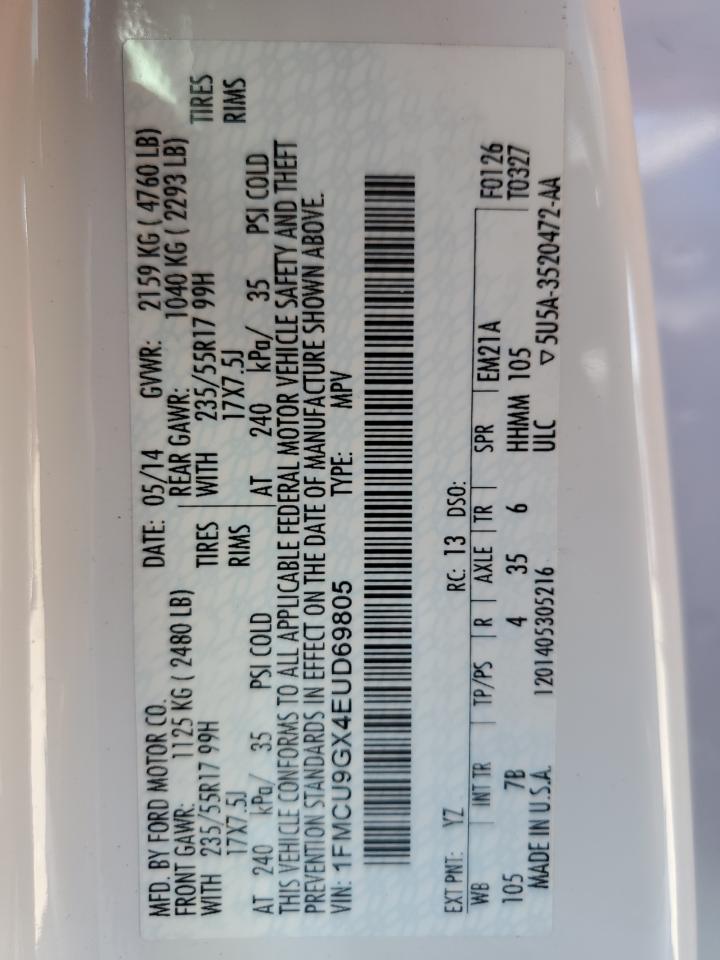 MFD. BY FORD MOTOR CO.
DATE: 05/14 GVWR: 2159 KG ( 4760 LB)
FRONT GAWR: 1125 KG ( 2480 LB) REAR GAWR: 1040 KG ( 2293 LB)
WITH 235/55R17 99H TIRES WITH 235/55R17 99H TIRES
17X7.5J RIMS 17X7.5J RIMS
AT 240 kPa/ 35 PSI COLD AT 240 kPa/ 35 PSI COLD
THIS VEHICLE CONFORMS TO ALL APPLICABLE FEDERAL MOTOR VEHICLE SAFETY AND THEFT
PREVENTION STANDARDS IN EFFECT ON THE DATE OF MANUFACTURE SHOWN ABOVE.
VIN: 1FMCU9GX4EUD69805 TYPE: MPV
EXT PNT: YZ RC: 13 DSO:
WB INT TR TP/PS R AXLE TR SPR EM21A F0126
105 7B 4 35 6 HHMM 105 T0327
MADE IN U.S.A. 1201405305216 ULC ▽5U5A-3520472-AA